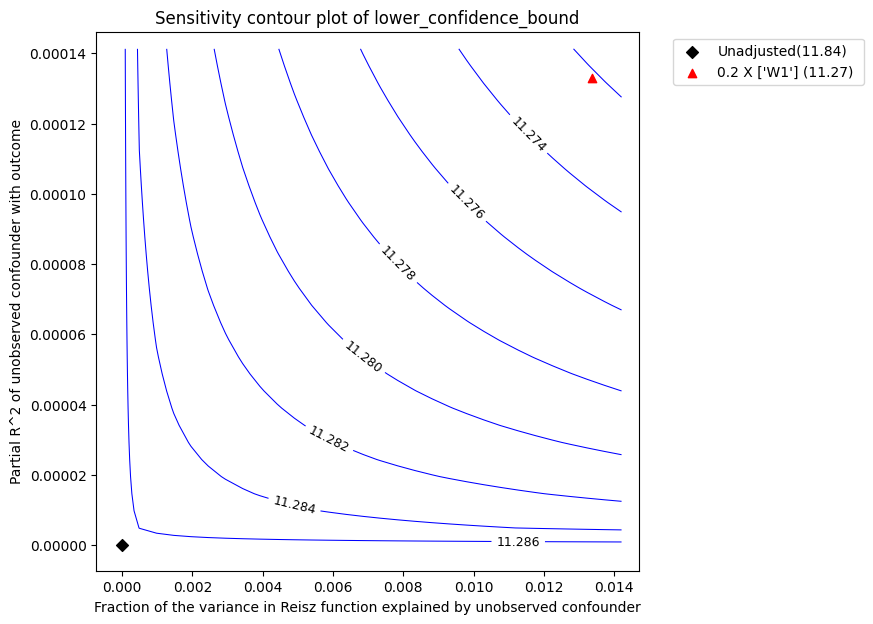 Sensitivity contour plot of lower_confidence_bound
Unadjusted(11.84)
0.2 X ['W1'] (11.27)
Partial R^2 of unobserved confounder with outcome
0.00014
0.00012
0.00010
0.00008
0.00006
0.00004
0.00002
0.00000
11.274
11.276
11.278
11.280
11.282
11.284
11.286
0.000 0.002 0.004 0.006 0.008 0.010 0.012 0.014
Fraction of the variance in Reisz function explained by unobserved confounder